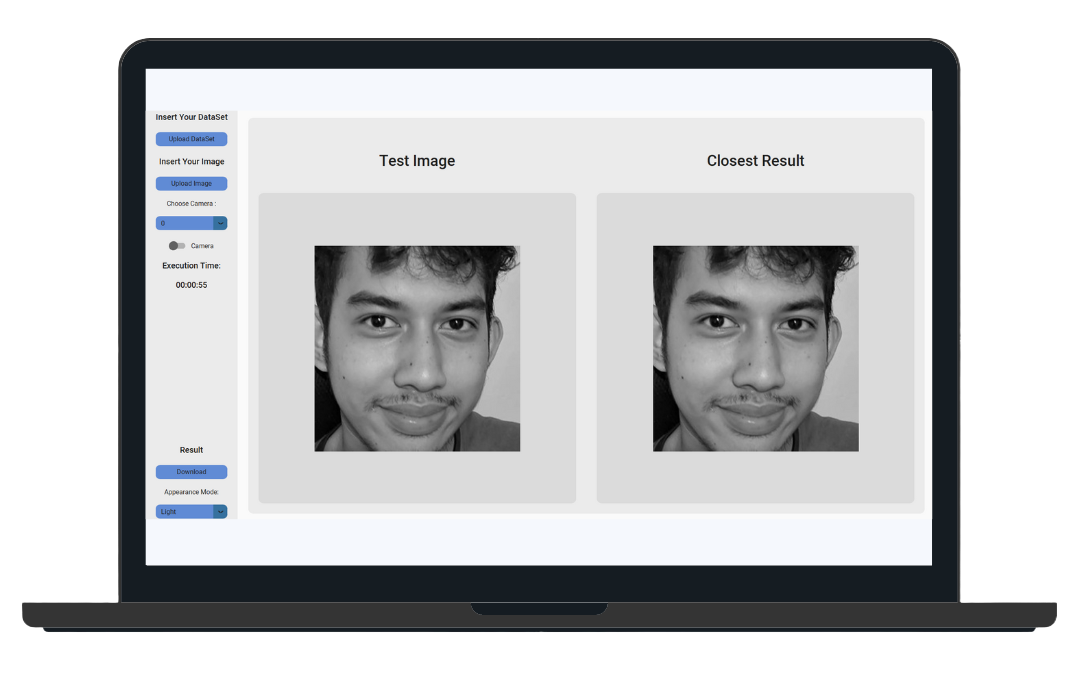 Insert Your DataSet
Upload DataSet
Insert Your Image
Upload Image
Choose Camera :
0
Camera
Execution Time:
00:00:55
Result
Download
Appearance Mode:
Light
Test Image
Closest Result